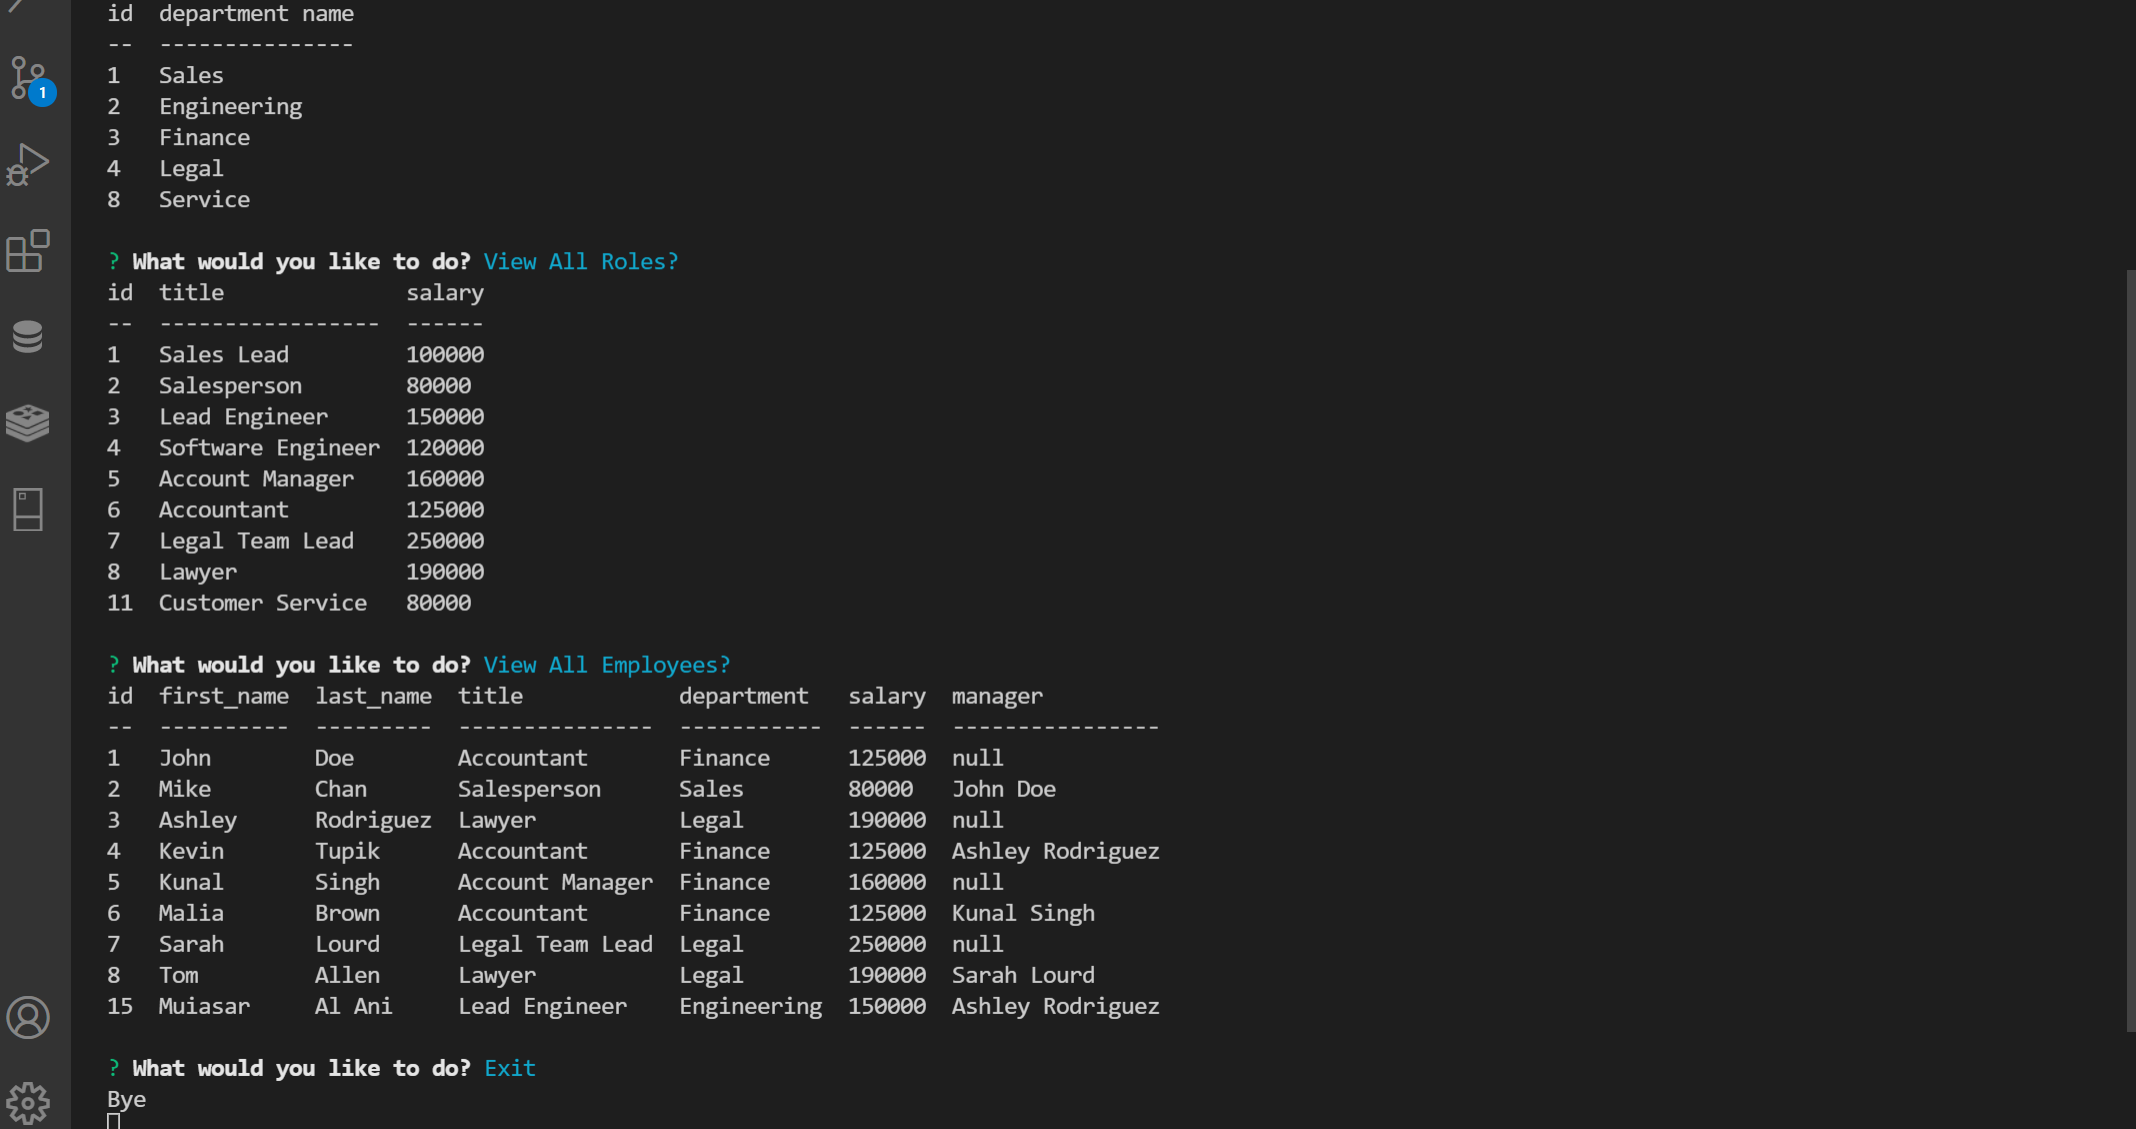 id  department name
--  ---------------
1   Sales
2   Engineering
3   Finance
4   Legal
8   Service
? What would you like to do? View All Roles?
id  title              salary
--  -----------------  ------
1   Sales Lead         100000
2   Salesperson        80000
3   Lead Engineer      150000
4   Software Engineer  120000
5   Account Manager    160000
6   Accountant         125000
7   Legal Team Lead    250000
8   Lawyer             190000
11  Customer Service   80000
? What would you like to do? View All Employees?
id  first_name  last_name  title            department   salary  manager
--  ----------  ---------  ---------------  -----------  ------  ----------------
1   John        Doe        Accountant       Finance      125000  null
2   Mike        Chan       Salesperson      Sales        80000   John Doe
3   Ashley      Rodriguez  Lawyer           Legal        190000  null
4   Kevin       Tupik      Accountant       Finance      125000  Ashley Rodriguez
5   Kunal       Singh      Account Manager  Finance      160000  null
6   Malia       Brown      Accountant       Finance      125000  Kunal Singh
7   Sarah       Lourd      Legal Team Lead  Legal        250000  null
8   Tom         Allen      Lawyer           Legal        190000  Sarah Lourd
15  Muiasar     Al Ani     Lead Engineer    Engineering  150000  Ashley Rodriguez
? What would you like to do? Exit
Bye
1